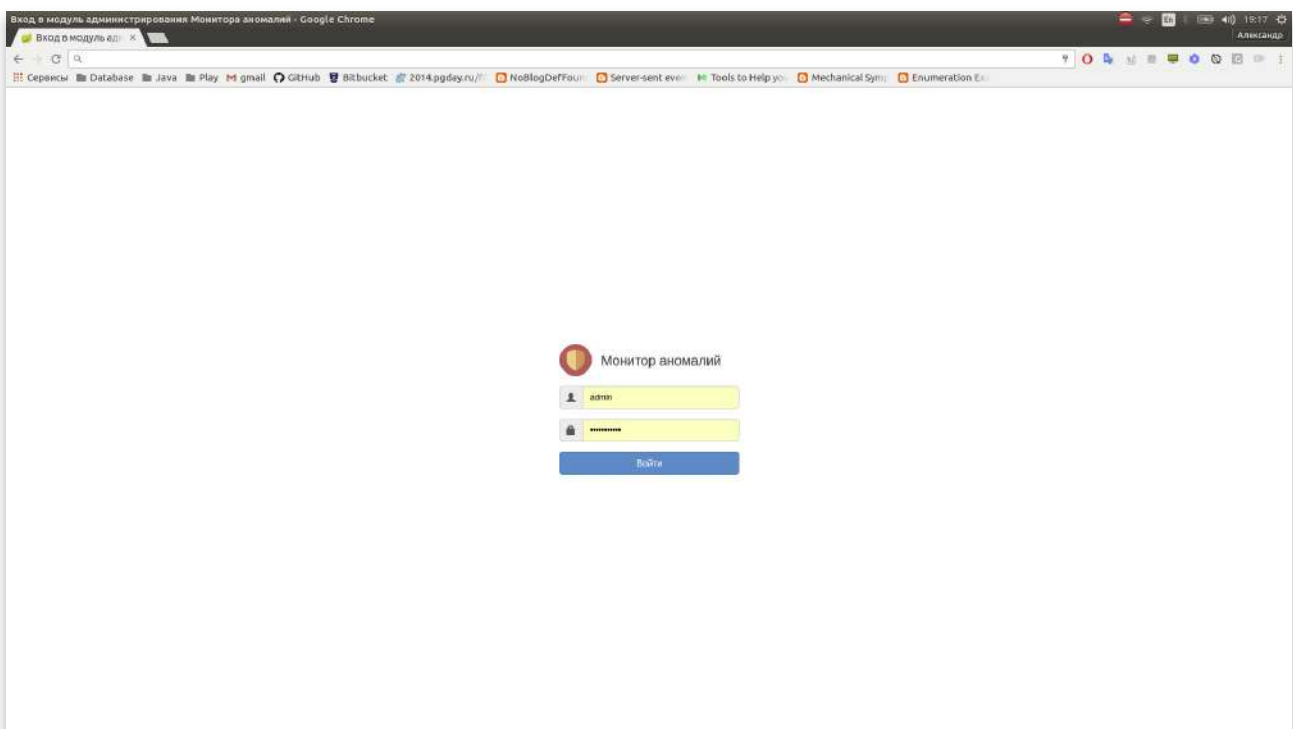 Вход в модуль администрирования Монитора аномалий - Google Chrome
En 19:17
Вход в модуль ад
Александр
Сервисы Database Java Play gmail GitHub Bitbucket 2014.pgday.ru/ NoBlogDefFoun Server-sent even Tools to Help yo Mechanical Sym Enumeration Ex
Монитор аномалий
admin
•••••••••••
Войти